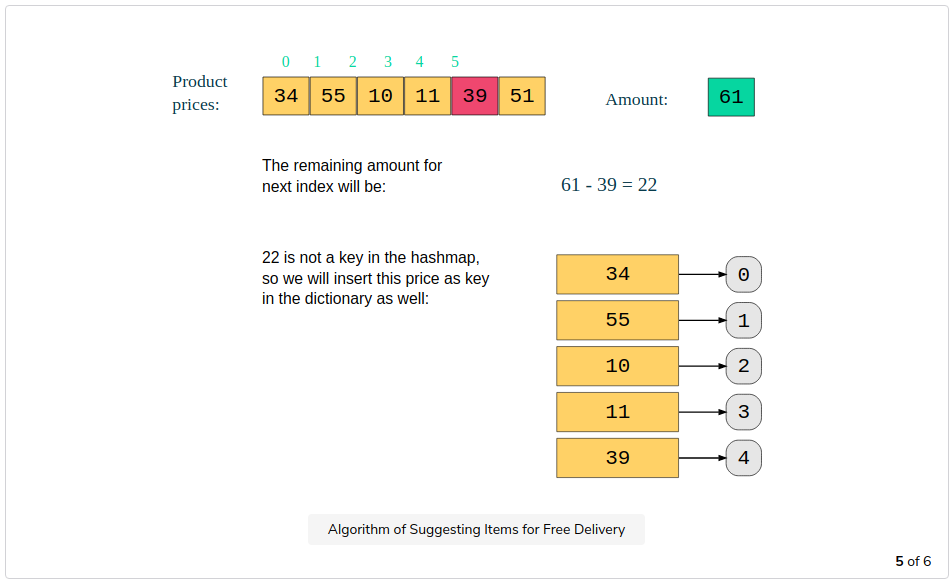 0 1 2 3 4 5
Product prices: 34 55 10 11 39 51 Amount: 61
The remaining amount for
next index will be:
61 - 39 = 22
22 is not a key in the hashmap,
so we will insert this price as key
in the dictionary as well:
34 0
55 1
10 2
11 3
39 4
Algorithm of Suggesting Items for Free Delivery
5 of 6